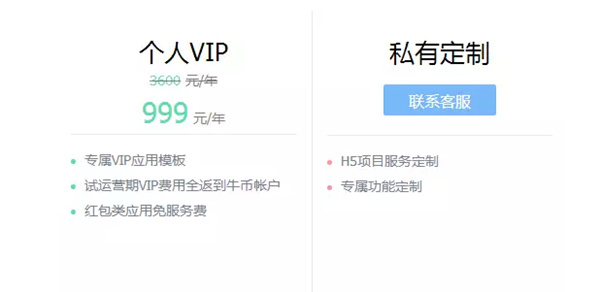 个人VIP
3600 元/年
999 元/年
专属VIP应用模板
试运营期VIP费用全返到牛币帐户
红包类应用免服务费
私有定制
联系客服
H5项目服务定制
专属功能定制